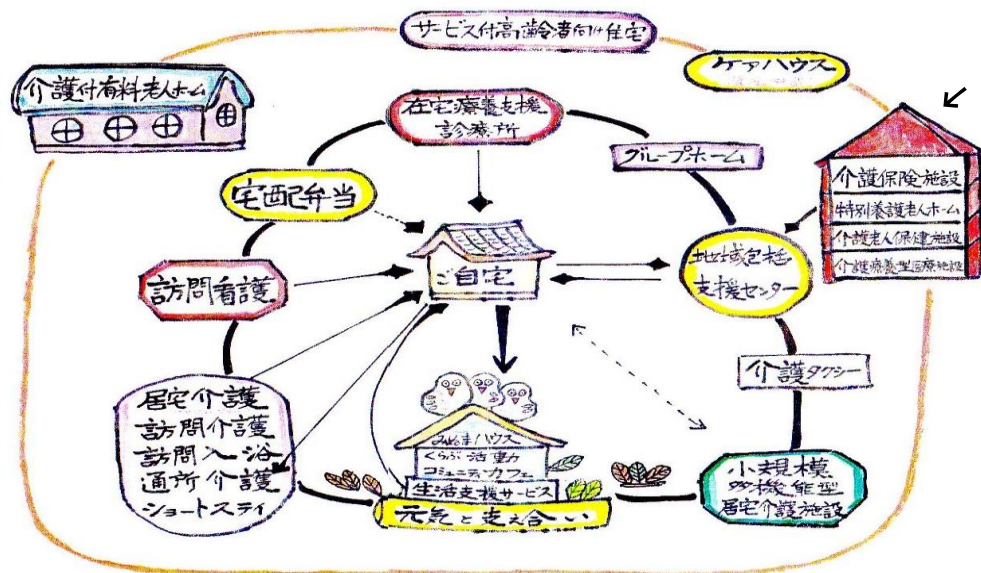 サービス付高齢者向け住宅
ケアハウス
介護付有料老人ホーム
在宅療養支援
診療所
グループホーム
介護保険施設
特別養護老人ホーム
介護老人保健施設
介護療養型医療施設
宅配弁当
ご自宅
地域包括
支援センター
訪問看護
介護タクシー
居宅介護
訪問介護
訪問入浴
通所介護
ショートステイ
みぬまハウス
くらぶ活動
コミュニティカフェ
生活支援サービス
元気と支え合い
小規模
多機能型
居宅介護施設